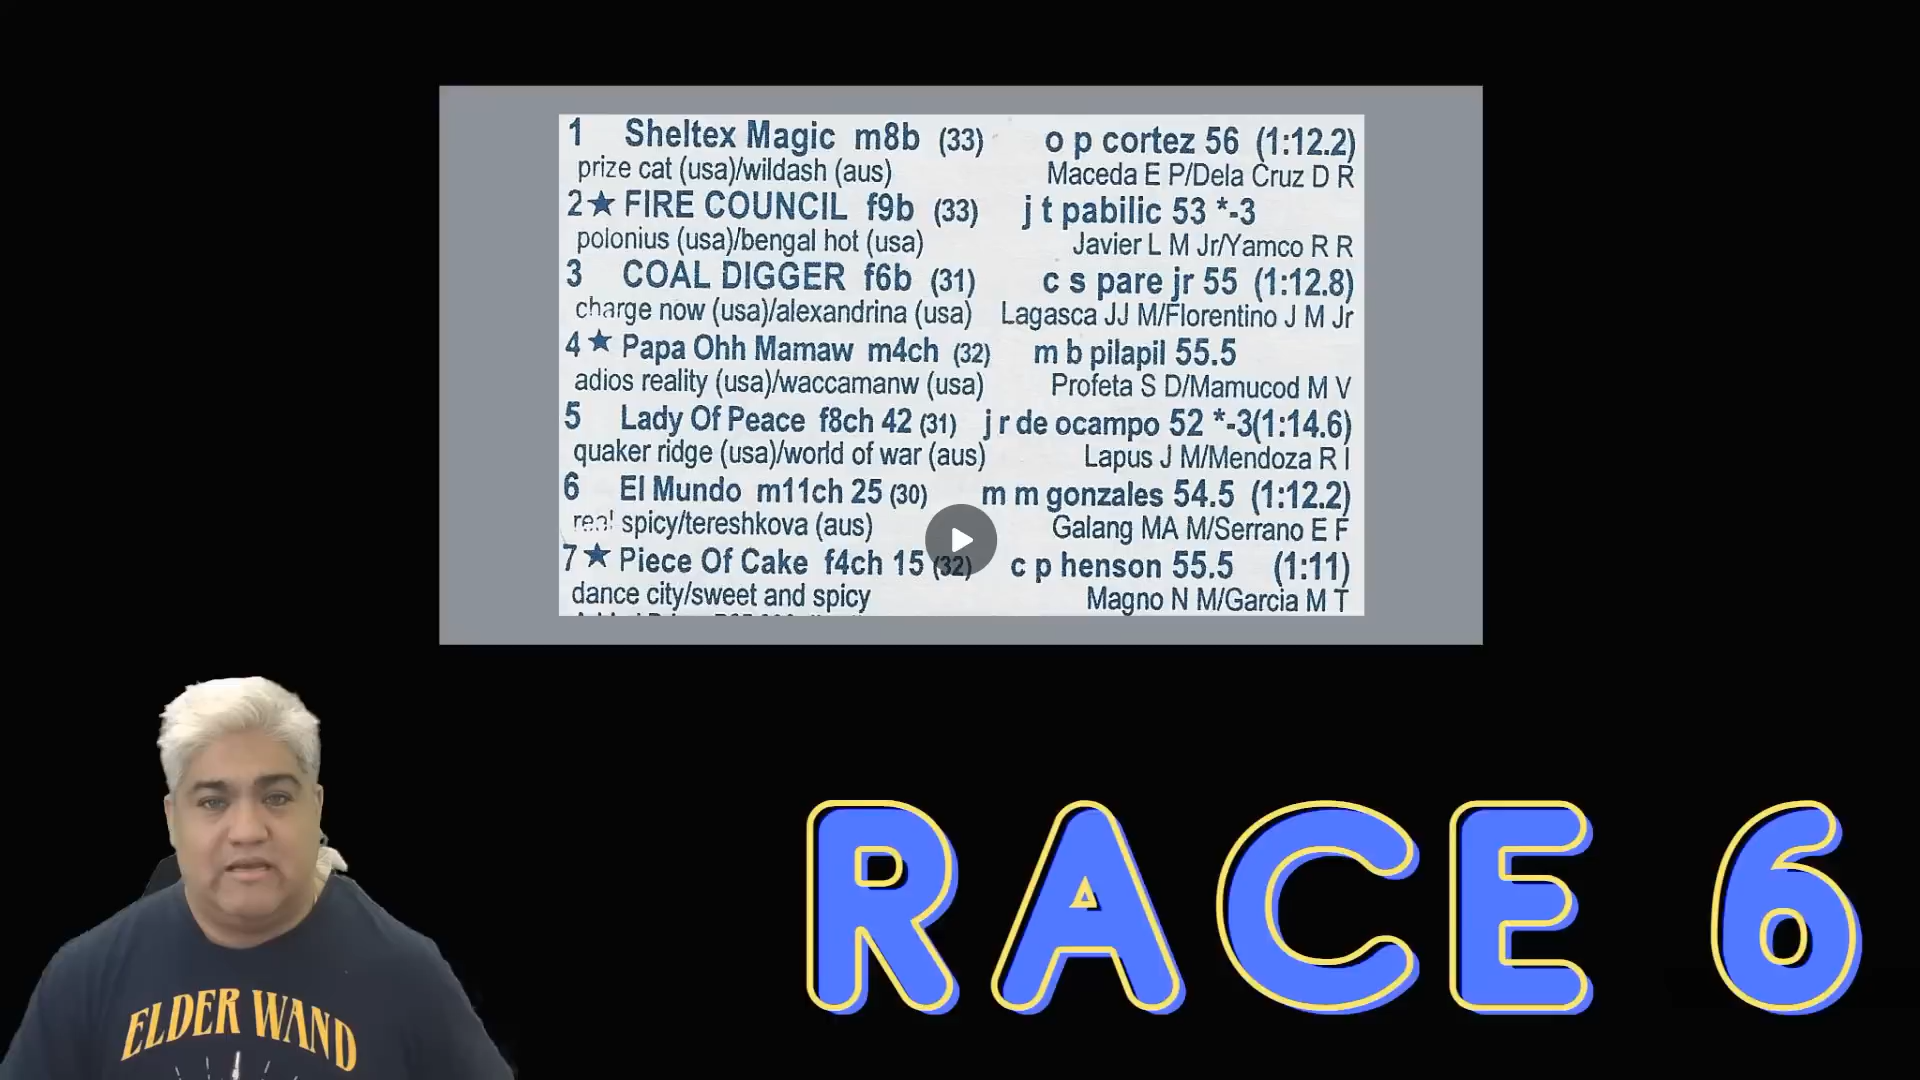 1 Sheltex Magic m8b (33) o p cortez 56 (1:12.2)
prize cat (usa)/wildash (aus) Maceda E P/Dela Cruz D R
2★ FIRE COUNCIL f9b (33) j t pabilic 53 *-3
polonius (usa)/bengal hot (usa) Javier L M Jr/Yamco R R
3 COAL DIGGER f6b (31) c s pare jr 55 (1:12.8)
charge now (usa)/alexandrina (usa) Lagasca JJ M/Florentino J M Jr
4 ★ Papa Ohh Mamaw m4ch (32) m b pilapil 55.5
adios reality (usa)/waccamanw (usa) Profeta S D/Mamucod M V
5 Lady Of Peace f8ch 42 (31) j r de ocampo 52 *-3(1:14.6)
quaker ridge (usa)/world of war (aus) Lapus J M/Mendoza R I
6 El Mundo m11ch 25 (30) m m gonzales 54.5 (1:12.2)
real spicy/tereshkova (aus) Galang MA M/Serrano E F
7 ★ Piece Of Cake f4ch 15 (32) c p henson 55.5 (1:11)
dance city/sweet and spicy Magno N M/Garcia M T
RACE 6
ELDER WAND